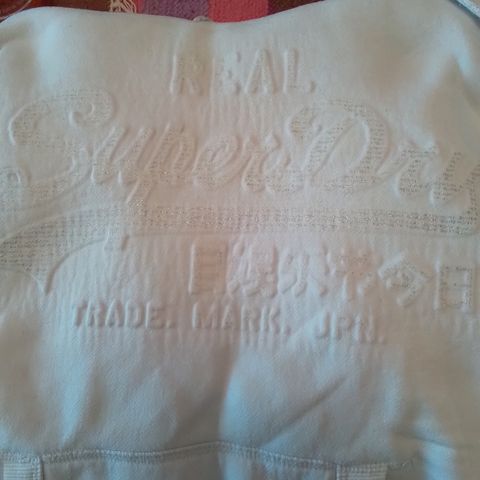 REAL
SuperDry
TRADE. MARK. JPN.